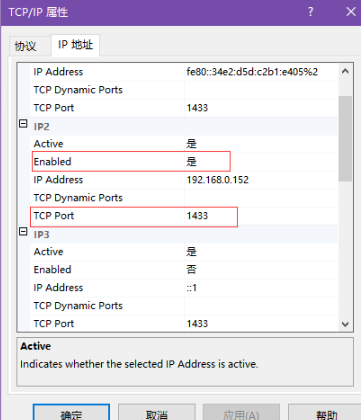 TCP/IP 属性
协议 IP 地址
IP Address fe80::34e2:d5d:c2b1:e405%2
TCP Dynamic Ports
TCP Port 1433
IP2
Active 是
Enabled 是
IP Address 192.168.0.152
TCP Dynamic Ports
TCP Port 1433
IP3
Active 是
Enabled 否
IP Address ::1
TCP Dynamic Ports
TCP Port 1433
Active
Indicates whether the selected IP Address is active.
确定 取消 应用(A) 帮助